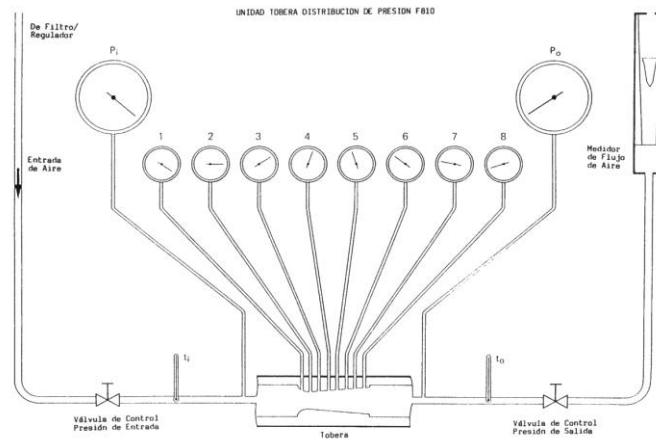 UNIDAD TOBERA DISTRIBUCION DE PRESION F810
De Filtro/
Regulador
Pi
Po
1
2
3
4
5
6
7
8
Entrada
de Aire
Medidor
de Flujo
de Aire
ti
to
Válvula de Control
Presión de Entrada
Tobera
Válvula de Control
Presión de Salida